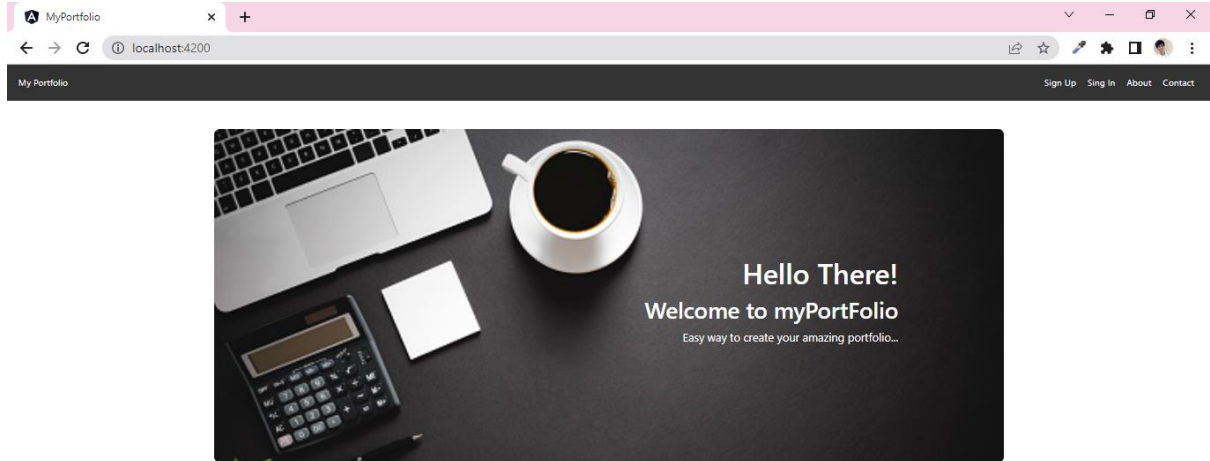 MyPortfolio
localhost:4200
My Portfolio
Sign Up Sing In About Contact
Hello There!
Welcome to myPortFolio
Easy way to create your amazing portfolio...